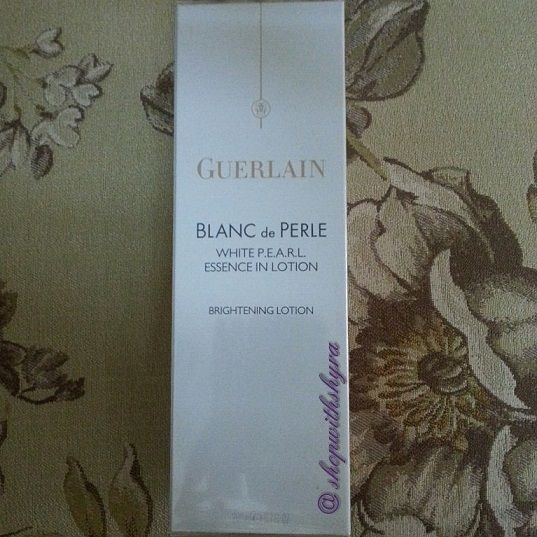 GUERLAIN
BLANC de PERLE
WHITE P.E.A.R.L.
ESSENCE IN LOTION
BRIGHTENING LOTION
@shopwithshyra